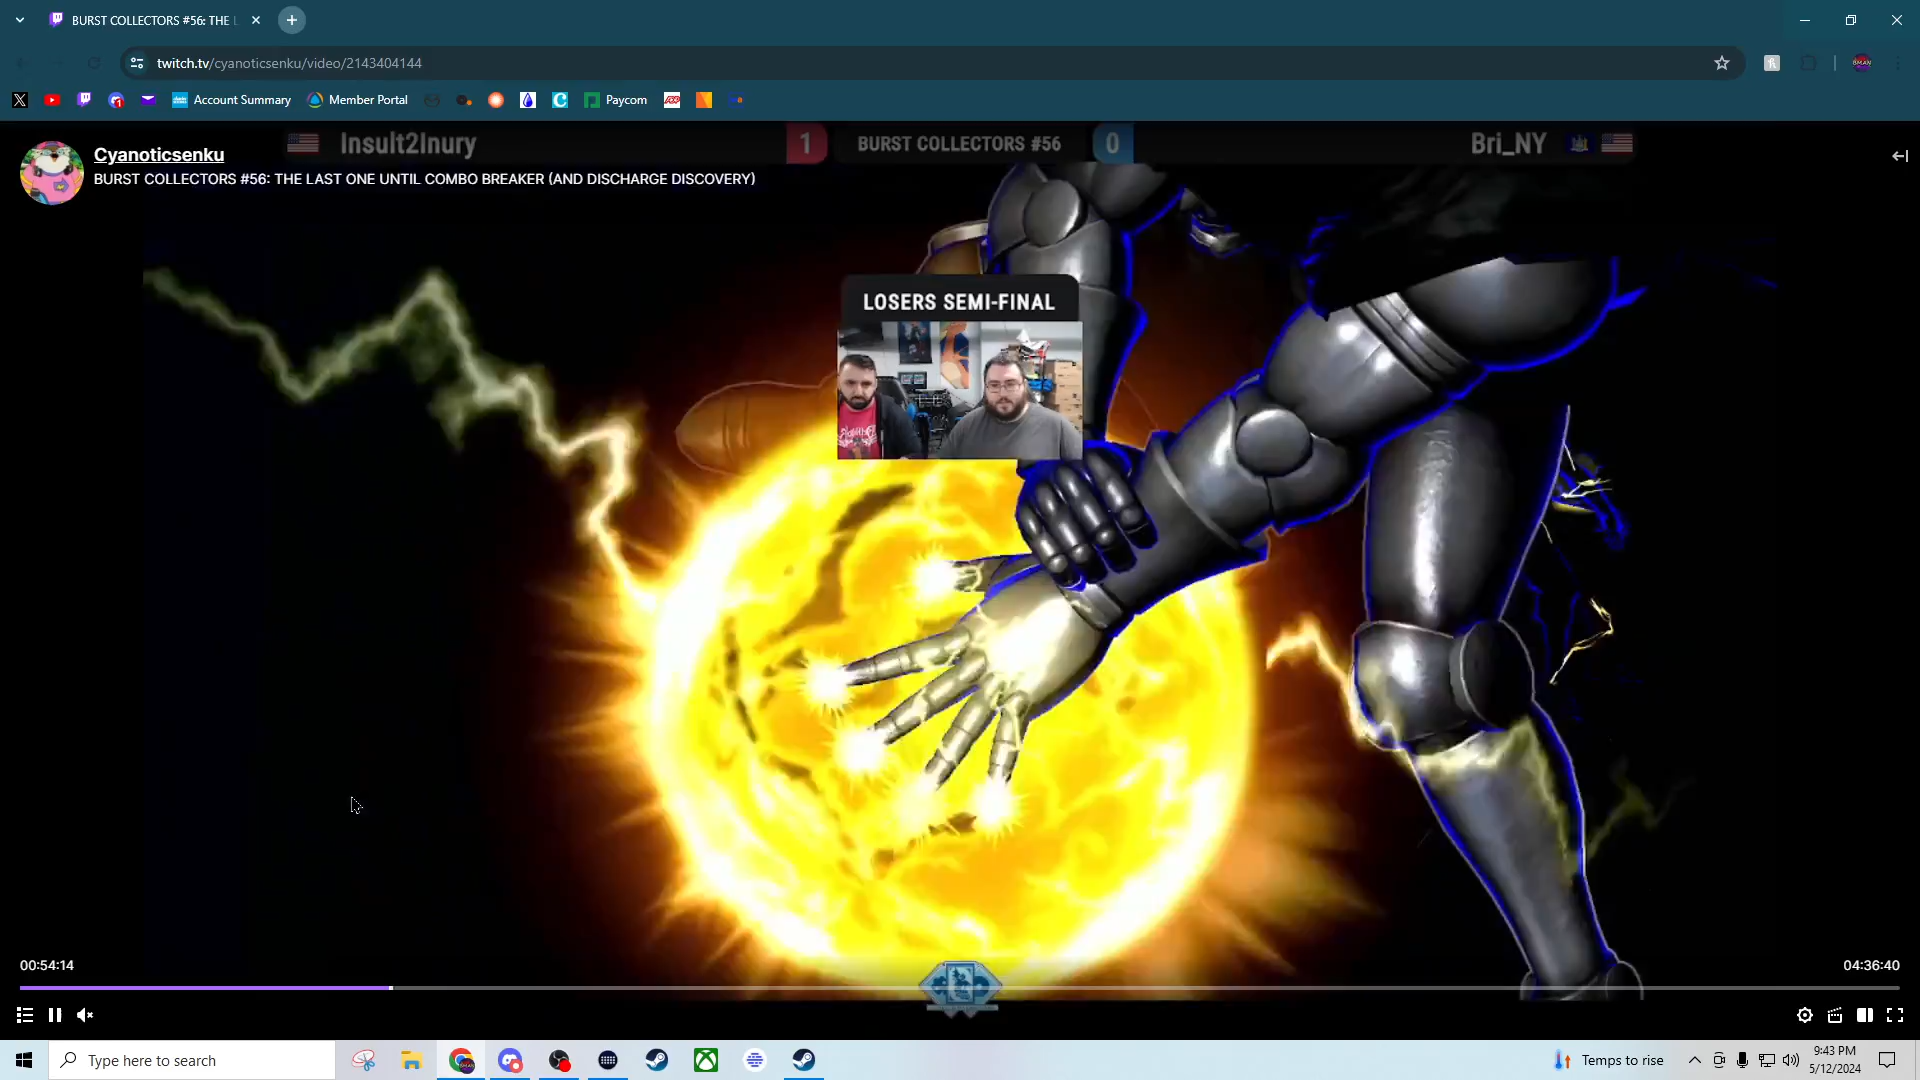 BURST COLLECTORS #56: THE L
twitch.tv/cyanoticsenku/video/2143404144
Account Summary
Member Portal
Paycom
Insult2Inury
1
BURST COLLECTORS #56
0
Bri_NY
Cyanoticsenku
BURST COLLECTORS #56: THE LAST ONE UNTIL COMBO BREAKER (AND DISCHARGE DISCOVERY)
LOSERS SEMI-FINAL
00:54:14
04:36:40
Type here to search
Temps to rise
9:43 PM
5/12/2024